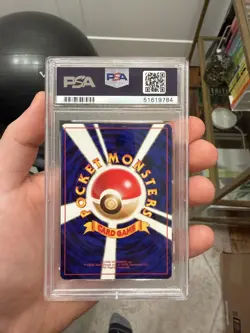 PSA PSA
51619784
POCKET MONSTERS
CARD GAME